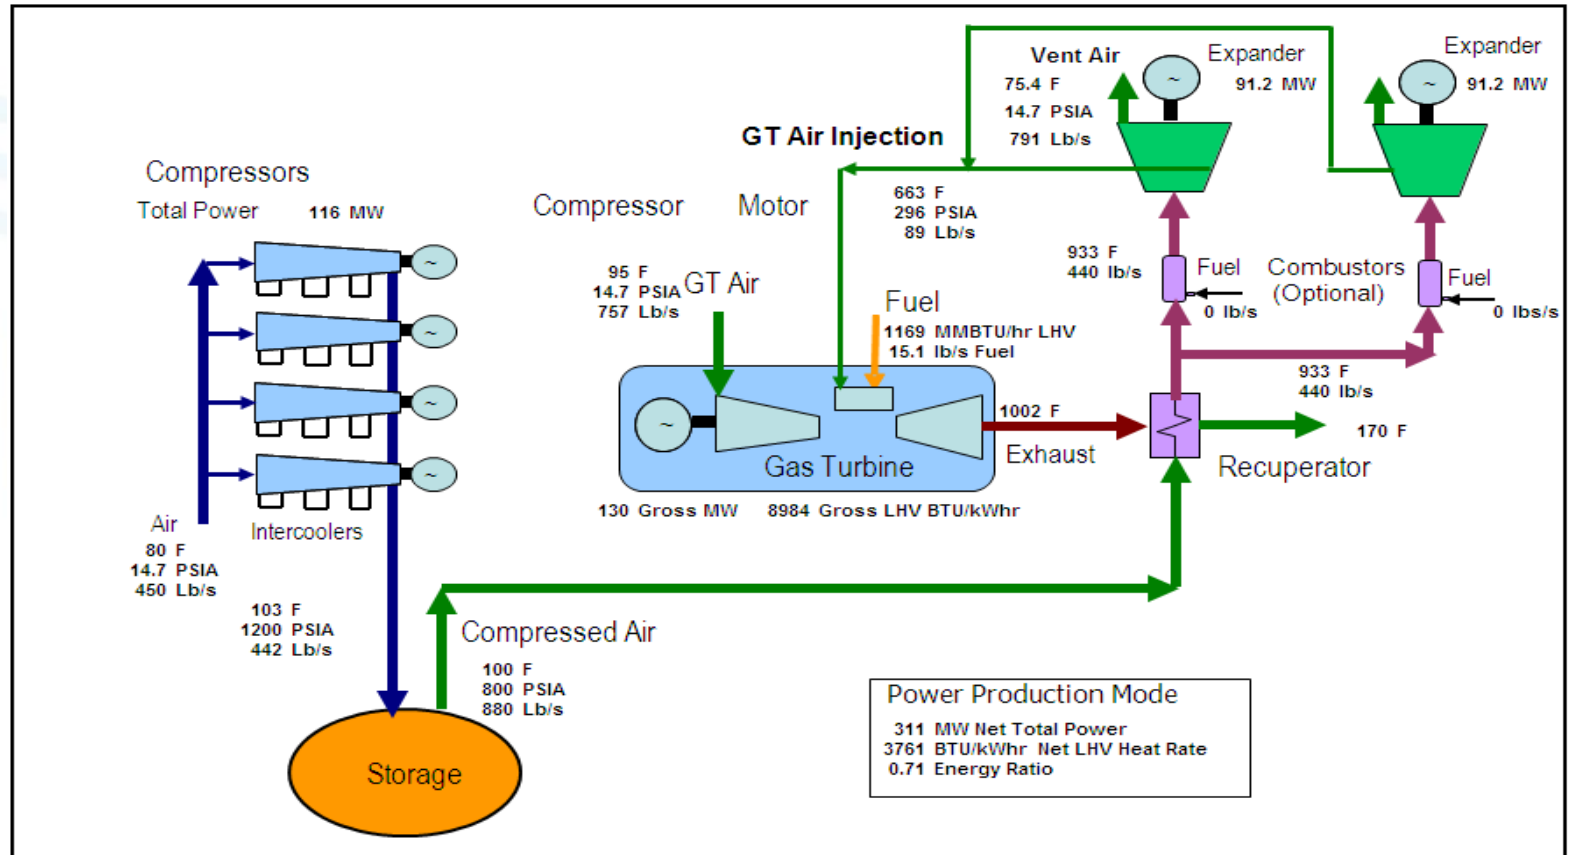 Compressors
Total Power 116 MW
~
~
~
~
Intercoolers
Air
80 F
14.7 PSIA
450 Lb/s
103 F
1200 PSIA
442 Lb/s
Storage
Compressed Air
100 F
800 PSIA
880 Lb/s
Compressor Motor
95 F
14.7 PSIA
757 Lb/s
GT Air
GT Air Injection
663 F
296 PSIA
89 Lb/s
Fuel
1169 MMBTU/hr LHV
15.1 lb/s Fuel
~
Gas Turbine
130 Gross MW 8984 Gross LHV BTU/kWhr
1002 F
Exhaust
Recuperator
170 F
Vent Air
75.4 F
14.7 PSIA
791 Lb/s
~
Expander
91.2 MW
~
Expander
91.2 MW
933 F
440 lb/s
Fuel
0 lb/s
Combustors
(Optional)
Fuel
0 lbs/s
933 F
440 lb/s
Power Production Mode
311 MW Net Total Power
3761 BTU/kWhr Net LHV Heat Rate
0.71 Energy Ratio